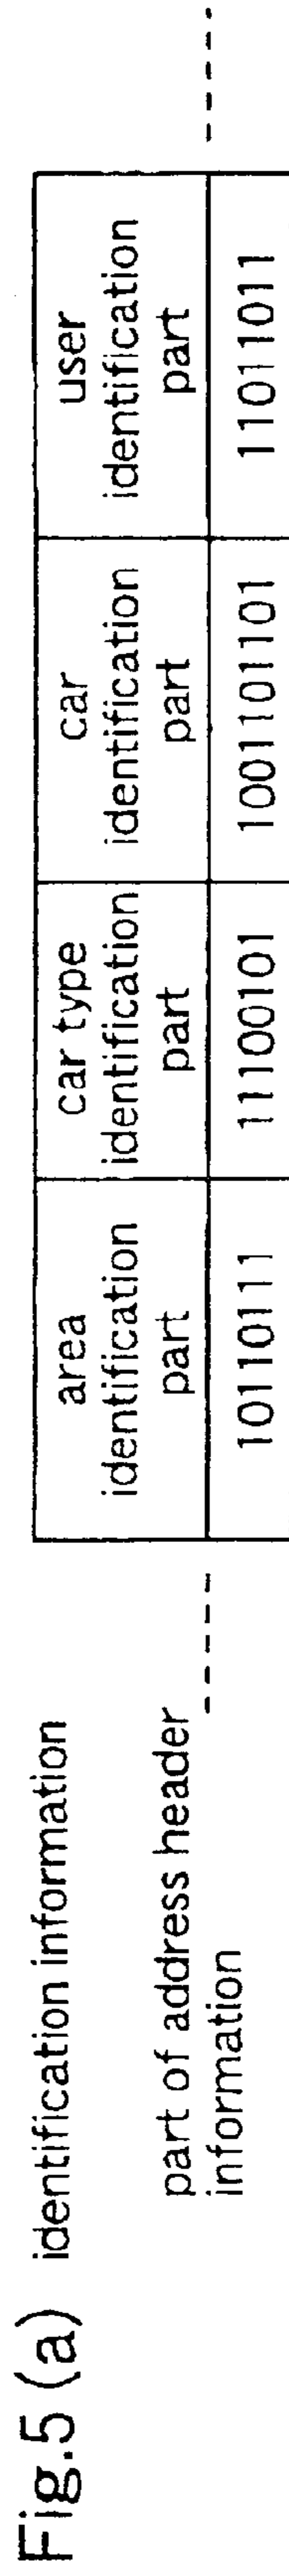 Fig.5 (a)
identification information
part of address header
information
area
identification
part
car type
identification
part
car
identification
part
user
identification
part
10110111
11100101
1001101101
11011011